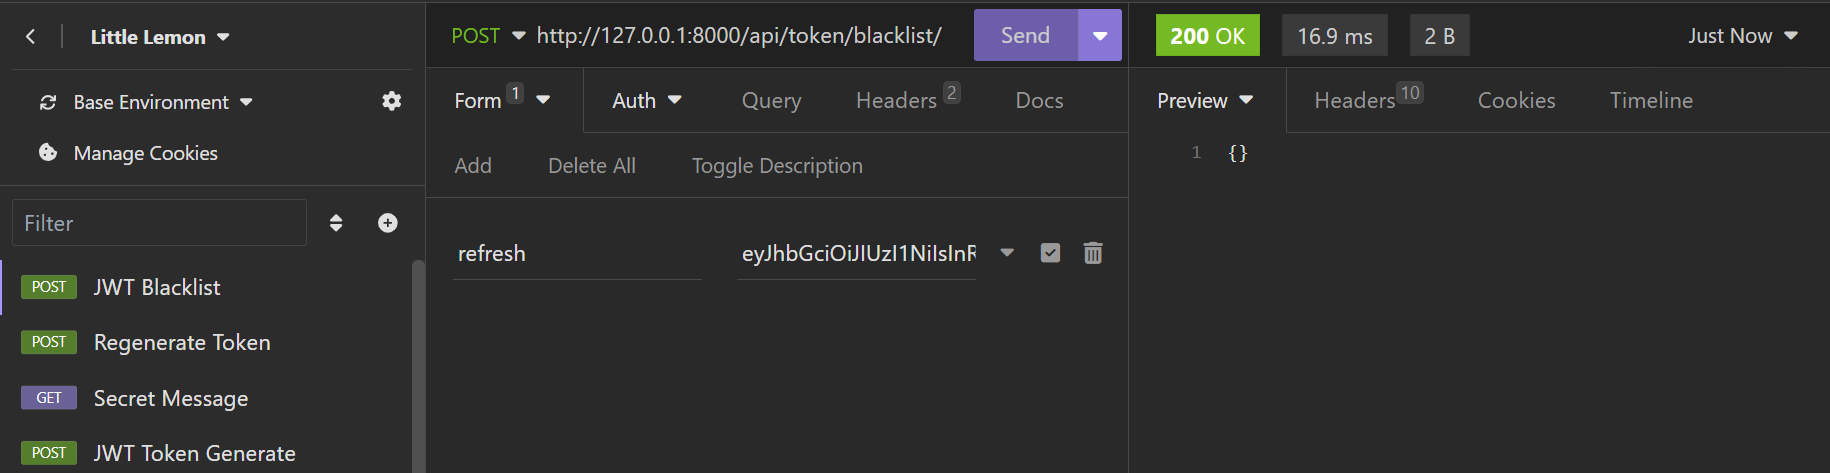 Little Lemon
Base Environment
Manage Cookies
Filter
POST JWT Blacklist
POST Regenerate Token
GET Secret Message
POST JWT Token Generate
POST http://127.0.0.1:8000/api/token/blacklist/ Send
Form 1 Auth Query Headers 2 Docs
Add Delete All Toggle Description
refresh eyJhbGciOiJIUzI1NiIsInR
200 OK 16.9 ms 2 B Just Now
Preview Headers 10 Cookies Timeline
1 {}